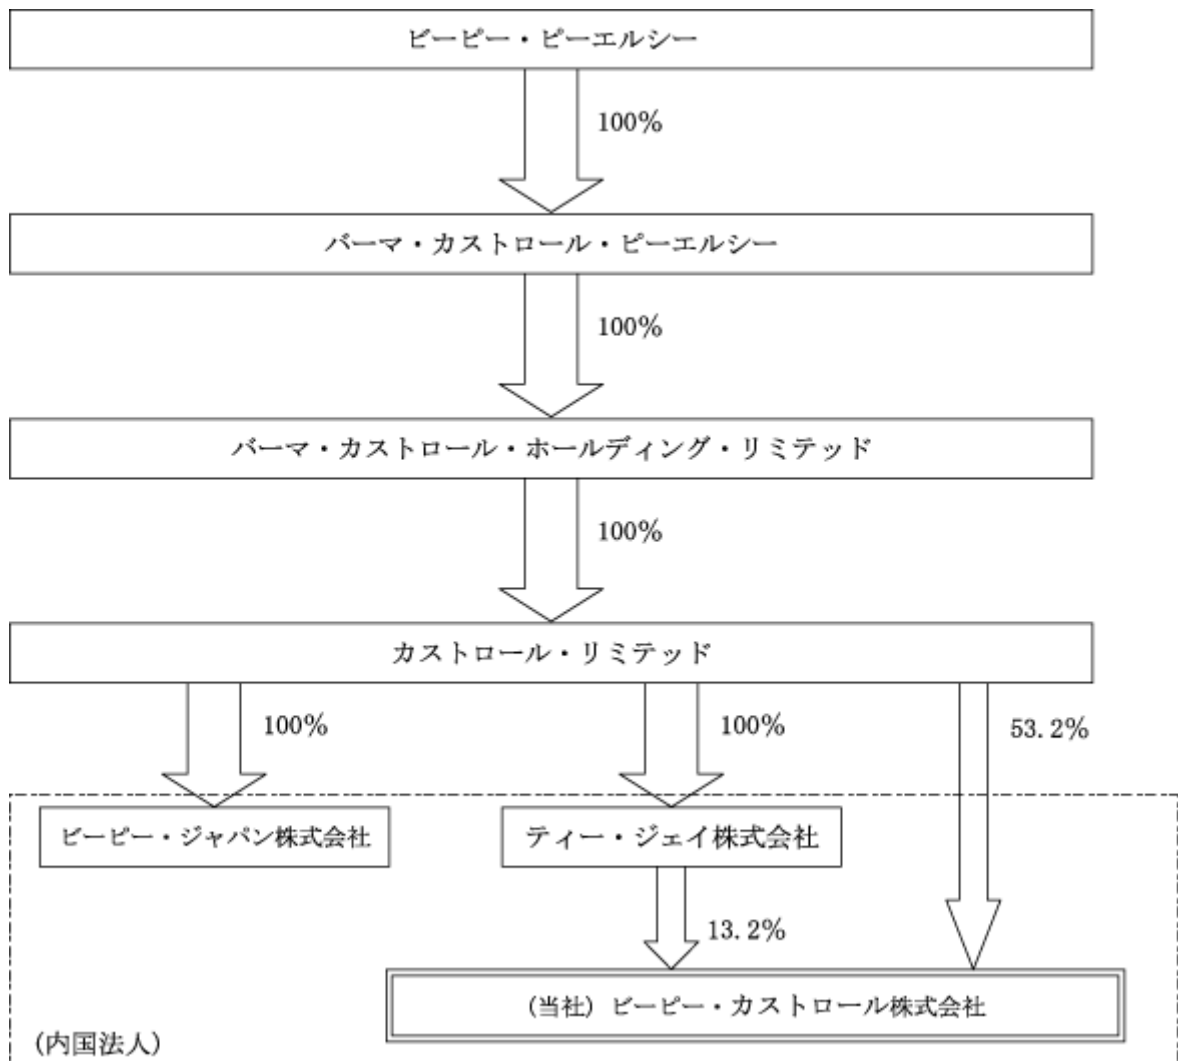 ビーピー・ピーエルシー
100%
バーマ・カストロール・ピーエルシー
100%
バーマ・カストロール・ホールディング・リミテッド
100%
カストロール・リミテッド
100%
100%
53.2%
ビーピー・ジャパン株式会社
ティー・ジェイ株式会社
13.2%
(当社) ビーピー・カストロール株式会社
(内国法人)